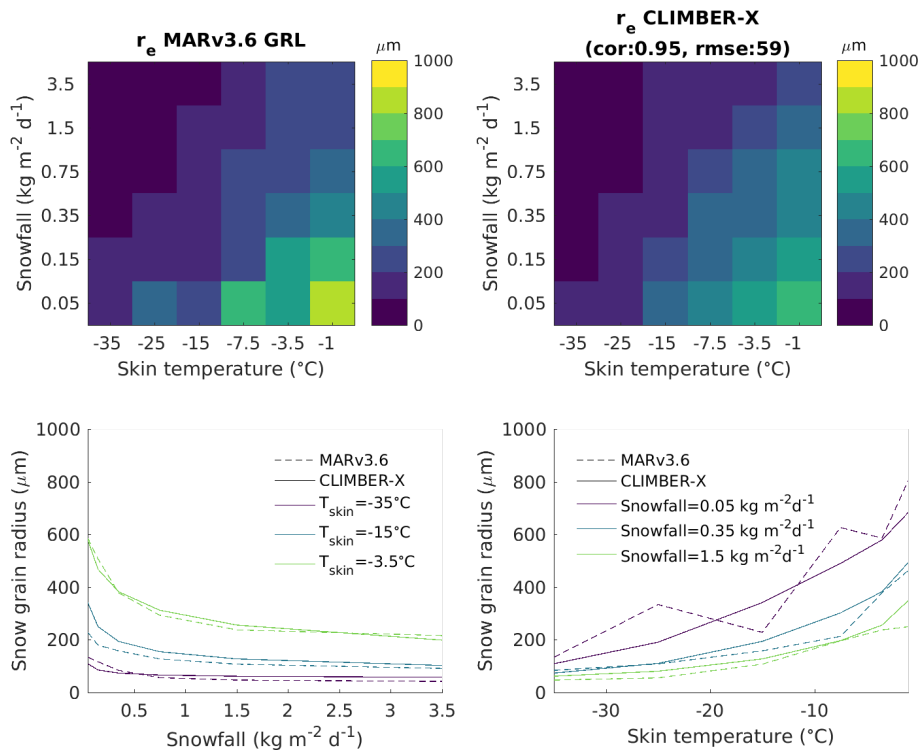 r_e MARv3.6 GRL
μm
1000
800
600
400
200
0
3.5
1.5
0.75
0.35
0.15
0.05
Snowfall (kg m⁻² d⁻¹)
-35 -25 -15 -7.5 -3.5 -1
Skin temperature (°C)
r_e CLIMBER-X
(cor:0.95, rmse:59)
μm
1000
800
600
400
200
0
3.5
1.5
0.75
0.35
0.15
0.05
Snowfall (kg m⁻² d⁻¹)
-35 -25 -15 -7.5 -3.5 -1
Skin temperature (°C)
1000
800
600
400
200
0
Snow grain radius (μm)
MARv3.6
CLIMBER-X
T_skin=-35°C
T_skin=-15°C
T_skin=-3.5°C
0.5 1 1.5 2 2.5 3 3.5
Snowfall (kg m⁻² d⁻¹)
1000
800
600
400
200
0
Snow grain radius (μm)
MARv3.6
CLIMBER-X
Snowfall=0.05 kg m⁻²d⁻¹
Snowfall=0.35 kg m⁻²d⁻¹
Snowfall=1.5 kg m⁻²d⁻¹
-30 -20 -10
Skin temperature (°C)